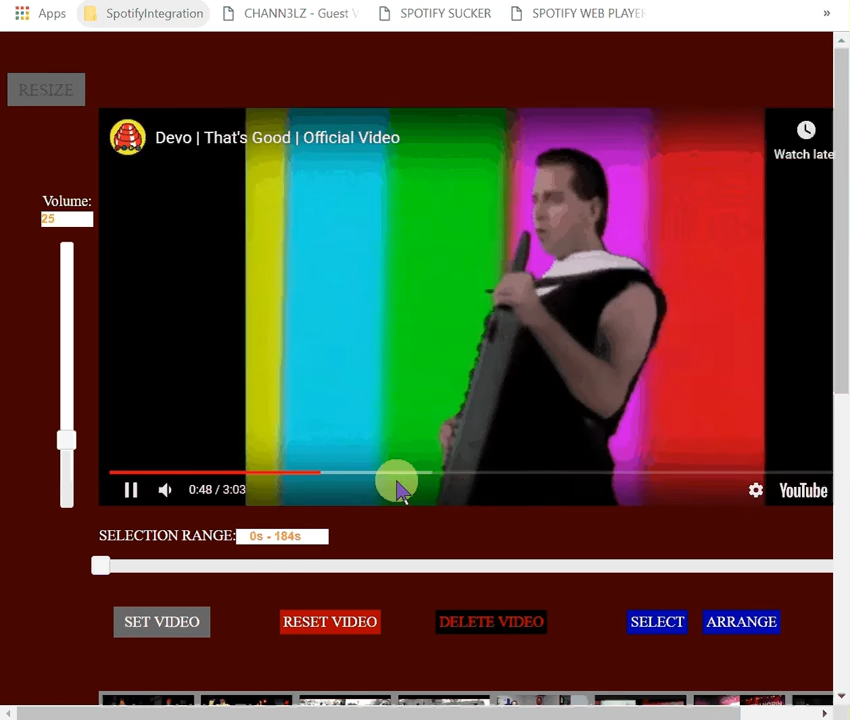 Apps SpotifyIntegration CHANN3LZ - Guest SPOTIFY SUCKER SPOTIFY WEB PLAYER »
RESIZE
Devo | That's Good | Official Video
Watch late
Volume:
25
0:48 / 3:03
YouTube
SELECTION RANGE: 0s - 184s
SET VIDEO RESET VIDEO DELETE VIDEO SELECT ARRANGE